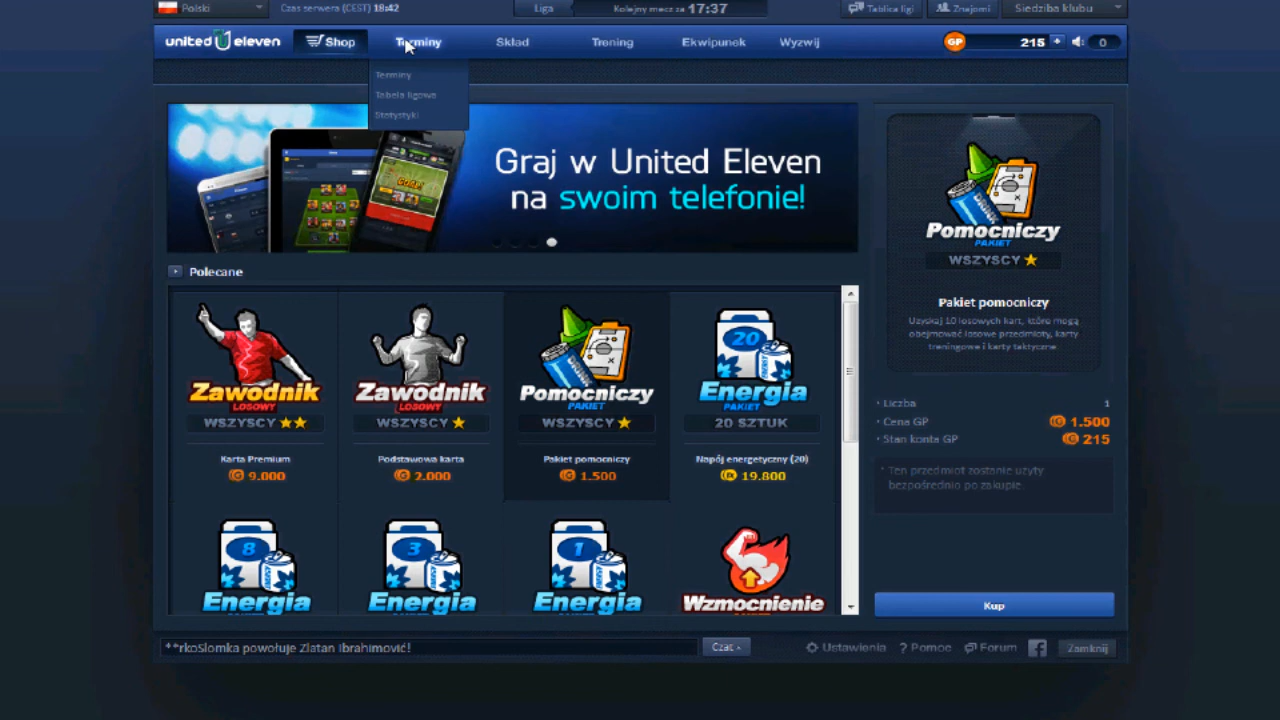 Polski
Czas serwera (CEST) 18:42
Liga
Kolejny mecz za 17:37
Tablica ligi
Znajomi
Siedziba klubu
united eleven
Shop
Terminy
Skład
Trening
Ekwipunek
Wyzwij
GP
215
0
Terminy
Tabela ligowa
Statystyki
Graj w United Eleven
na swoim telefonie!
Polecane
Zawodnik
LOSOWY
WSZYSCY
Karta Premium
9.000
Zawodnik
LOSOWY
WSZYSCY
Podstawowa karta
2.000
Pomocniczy
PAKIET
WSZYSCY
Pakiet pomocniczy
1.500
20
Energia
PAKIET
20 SZTUK
Napój energetyczny (20)
19.800
8
Energia
3
Energia
1
Energia
Wzmocnienie
Pomocniczy
PAKIET
WSZYSCY
Pakiet pomocniczy
Uzyskaj 10 losowych kart, które mogą
obejmować losowe przedmioty, karty
treningowe i karty taktyczne.
Liczba 1
Cena GP 1.500
Stan konta GP 215
* Ten przedmiot zostanie użyty
bezpośrednio po zakupie.
Kup
**rkoSlomka powołuje Zlatan Ibrahimović!
Czat
Ustawienia
? Pomoc
Forum
Zamknij